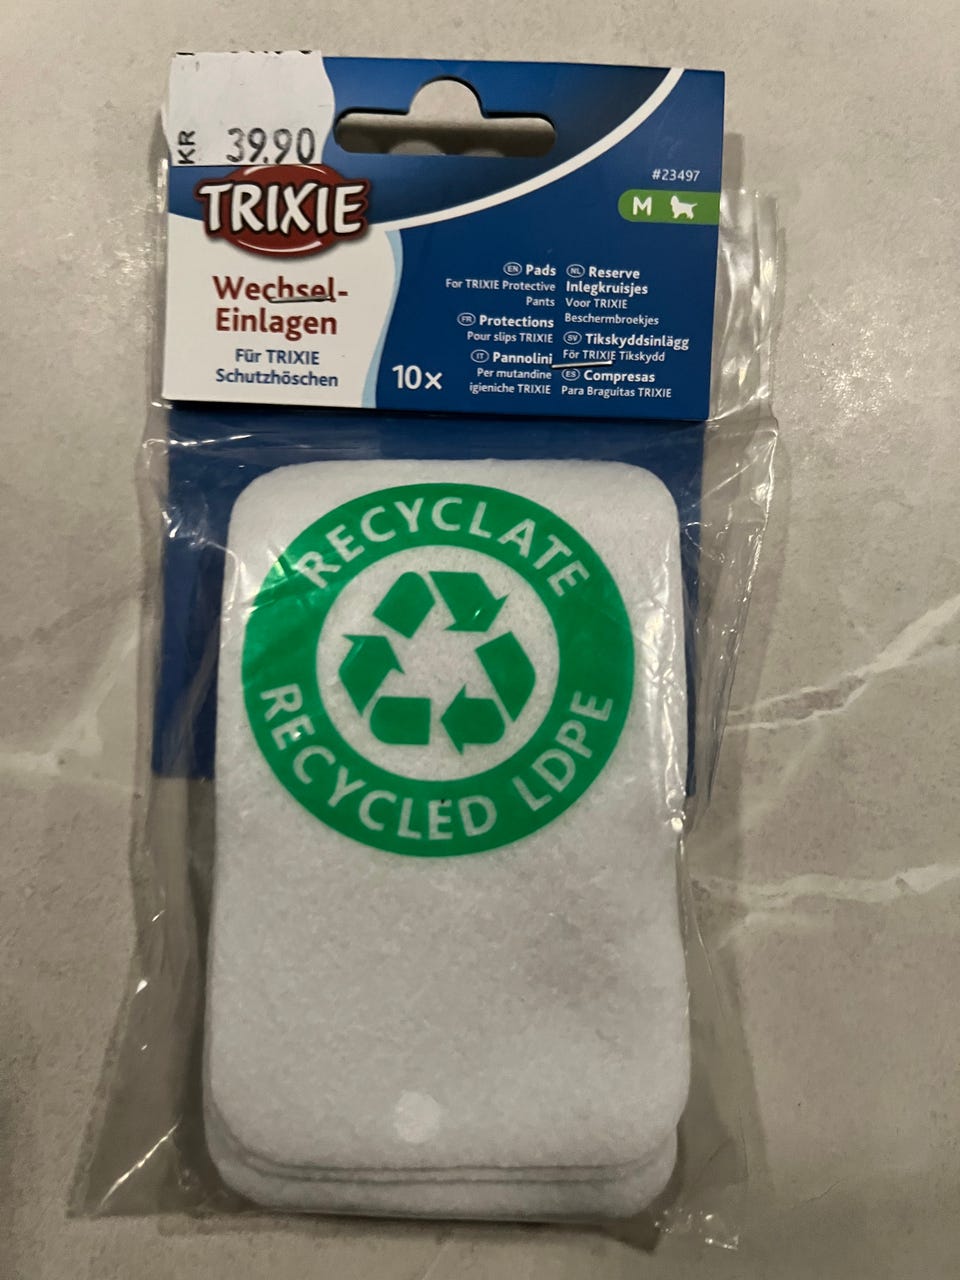 KR 39.90
TRIXIE
#23497
M
Wechsel-
Einlagen
Für TRIXIE
Schutzhöschen
10x
EN Pads
For TRIXIE Protective
Pants
FR Protections
Pour slips TRIXIE
IT Pannolini
Per mutandine
igieniche TRIXIE
NL Reserve
Inlegkruisjes
Voor TRIXIE
Beschermbroekjes
SV Tikskyddsinlägg
För TRIXIE Tikskydd
ES Compresas
Para Braguitas TRIXIE
RECYCLATE
RECYCLED LDPE